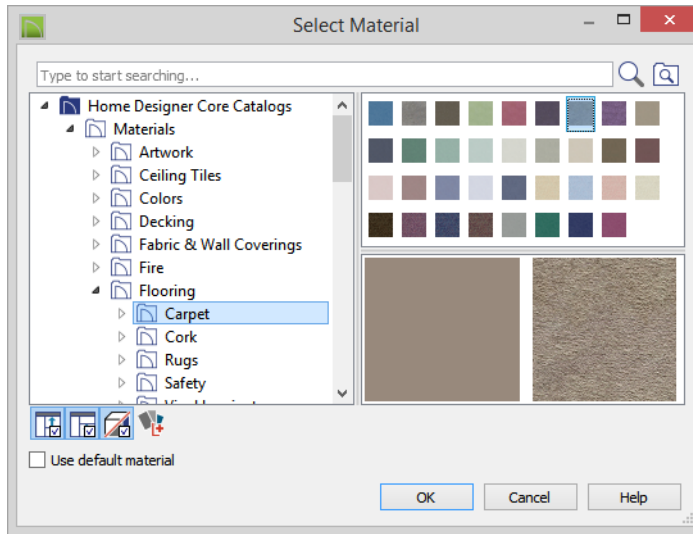 Select Material
Type to start searching...
Home Designer Core Catalogs
Materials
Artwork
Ceiling Tiles
Colors
Decking
Fabric & Wall Coverings
Fire
Flooring
Carpet
Cork
Rugs
Safety
Use default material
OK
Cancel
Help